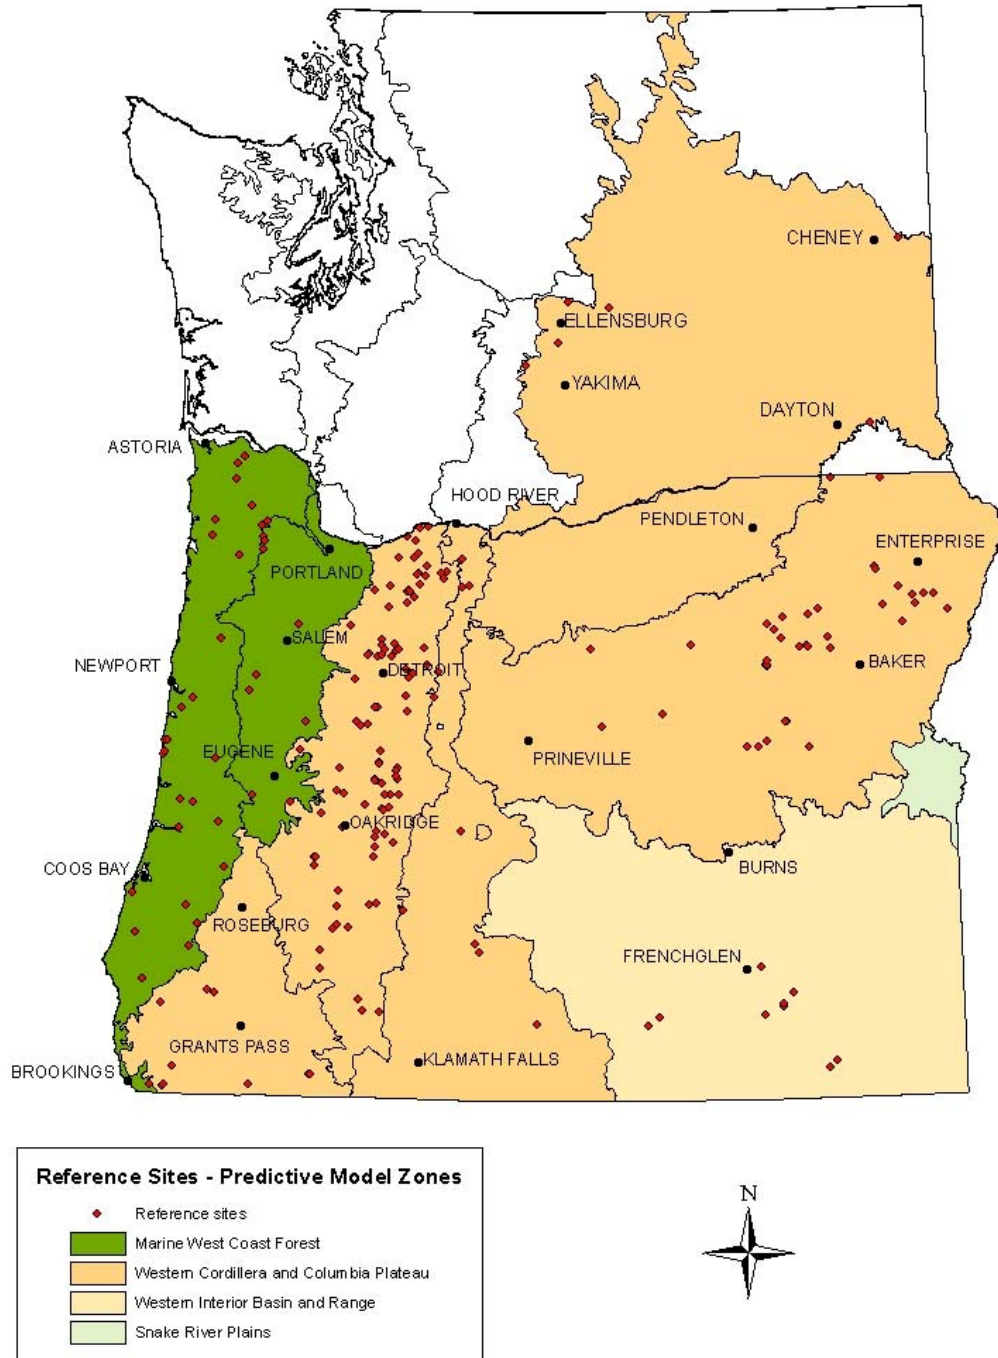 CHENEY
ELLENSBURG
YAKIMA
DAYTON
ASTORIA
HOOD RIVER
PENDLETON
ENTERPRISE
PORTLAND
SALEM
NEWPORT
DETROIT
BAKER
EUGENE
PRINEVILLE
OAKRIDGE
COOS BAY
BURNS
ROSEBURG
FRENCHGLEN
GRANTS PASS
KLAMATH FALLS
BROOKINGS
Reference Sites - Predictive Model Zones
Reference sites
Marine West Coast Forest
Western Cordillera and Columbia Plateau
Western Interior Basin and Range
Snake River Plains
N